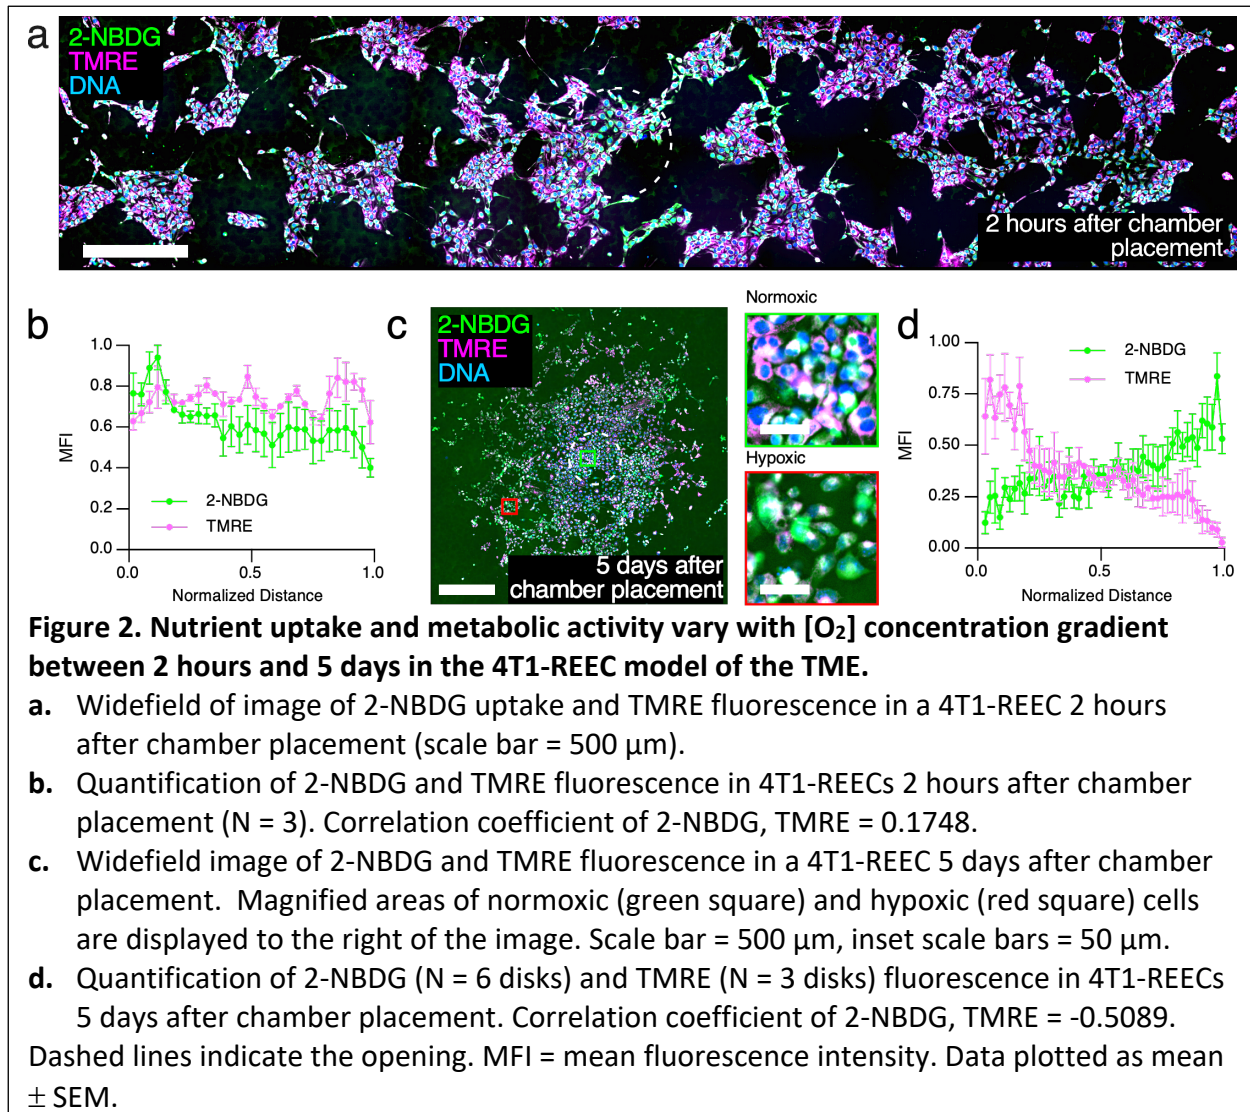 a
2-NBDG
TMRE
DNA
2 hours after chamber
placement
b
1.0
0.8
0.6
0.4
0.2
0.0
MFI
2-NBDG
TMRE
0.0
0.5
1.0
Normalized Distance
c
2-NBDG
TMRE
DNA
5 days after
chamber placement
Normoxic
Hypoxic
d
1.00
0.75
0.50
0.25
0.00
MFI
2-NBDG
TMRE
0.0
0.5
1.0
Normalized Distance
Figure 2. Nutrient uptake and metabolic activity vary with [O₂] concentration gradient
between 2 hours and 5 days in the 4T1-REEC model of the TME.
a. Widefield of image of 2-NBDG uptake and TMRE fluorescence in a 4T1-REEC 2 hours
after chamber placement (scale bar = 500 µm).
b. Quantification of 2-NBDG and TMRE fluorescence in 4T1-REECs 2 hours after chamber
placement (N = 3). Correlation coefficient of 2-NBDG, TMRE = 0.1748.
c. Widefield image of 2-NBDG and TMRE fluorescence in a 4T1-REEC 5 days after chamber
placement. Magnified areas of normoxic (green square) and hypoxic (red square) cells
are displayed to the right of the image. Scale bar = 500 µm, inset scale bars = 50 µm.
d. Quantification of 2-NBDG (N = 6 disks) and TMRE (N = 3 disks) fluorescence in 4T1-REECs
5 days after chamber placement. Correlation coefficient of 2-NBDG, TMRE = -0.5089.
Dashed lines indicate the opening. MFI = mean fluorescence intensity. Data plotted as mean
± SEM.